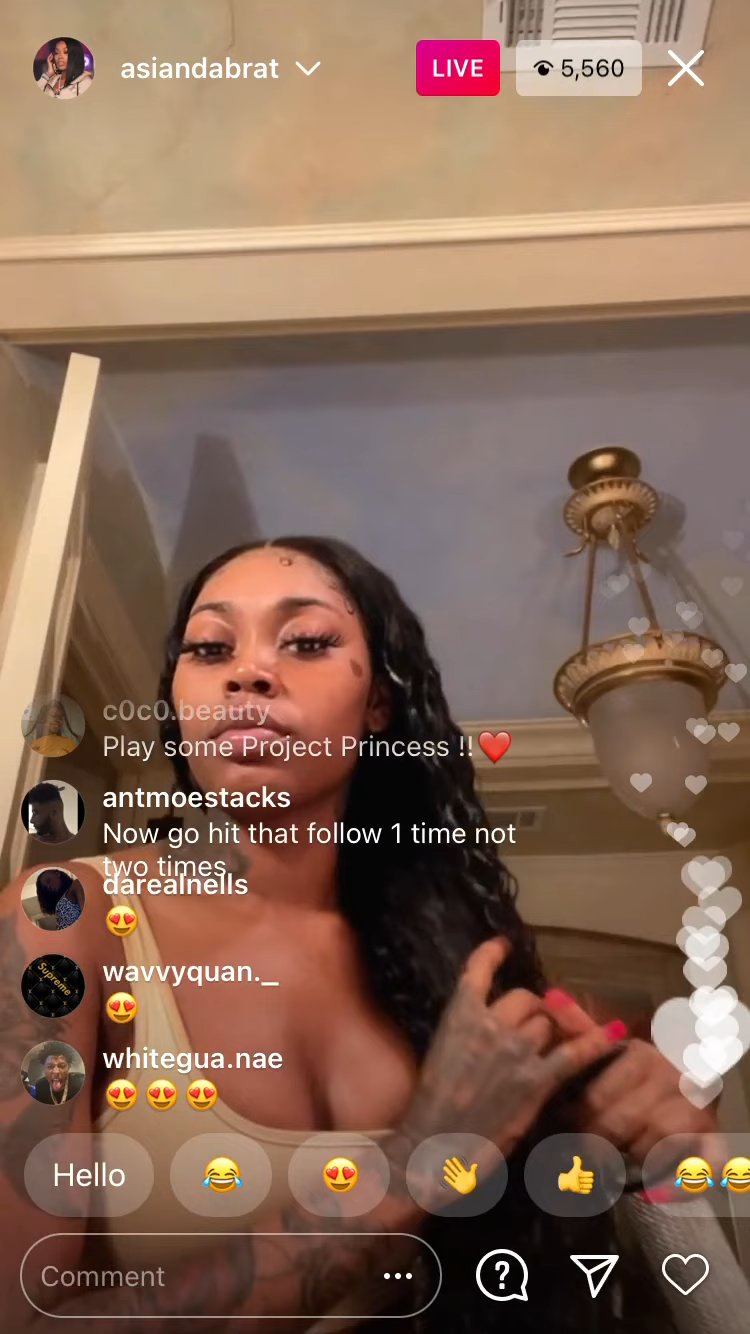 asiandabrat
LIVE
5,560
c0c0.beauty
Play some Project Princess !!❤️
antmoestacks
Now go hit that follow 1 time not
two times
darealnells
😍
wavvyquan._
Supreme
😍
whitegua.nae
😍😍😍
Hello 😂 😍 👋 👍 😂😂
Comment